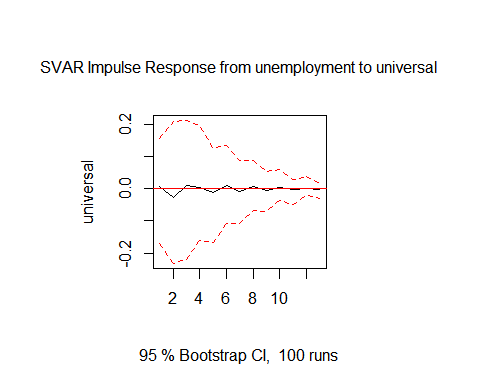 SVAR Impulse Response from unemployment to universal
universal
0.2
0.0
-0.2
2 4 6 8 10
95 % Bootstrap CI, 100 runs